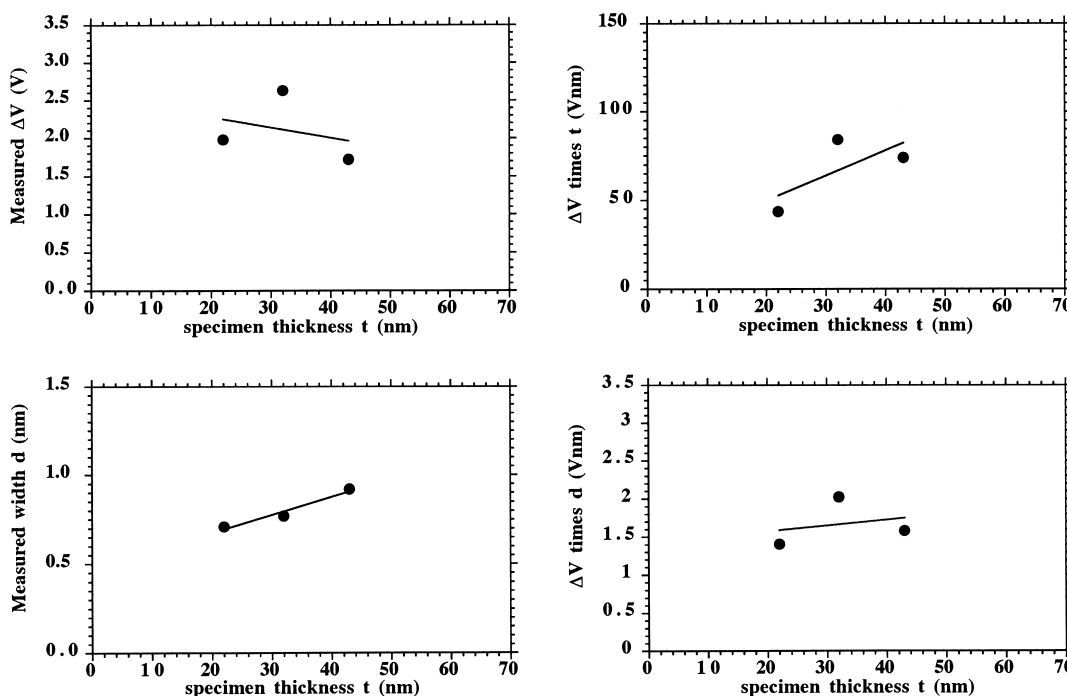 Measured ΔV (V)
3.5
3.0
2.5
2.0
1.5
1.0
0.5
0.0
0 10 20 30 40 50 60 70
specimen thickness t (nm)
ΔV times t (Vnm)
150
100
50
0
0 10 20 30 40 50 60 70
specimen thickness t (nm)
Measured width d (nm)
1.5
1.0
0.5
0.0
0 10 20 30 40 50 60 70
specimen thickness t (nm)
ΔV times d (Vnm)
3.5
3
2.5
2
1.5
1
0.5
0
0 10 20 30 40 50 60 70
specimen thickness t (nm)